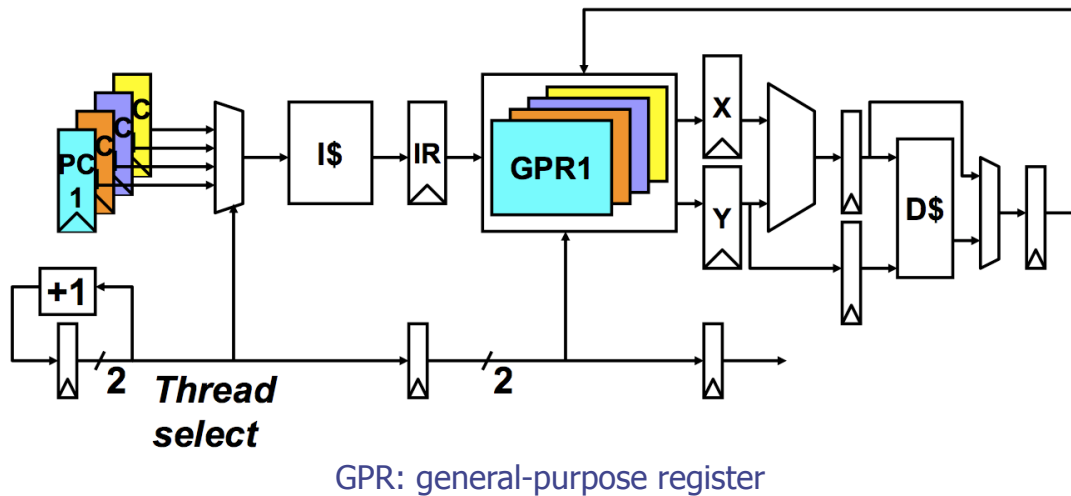 C
C
C
PC
1
I$
IR
GPR1
X
Y
D$
+1
2
2
Thread
select
GPR: general-purpose register